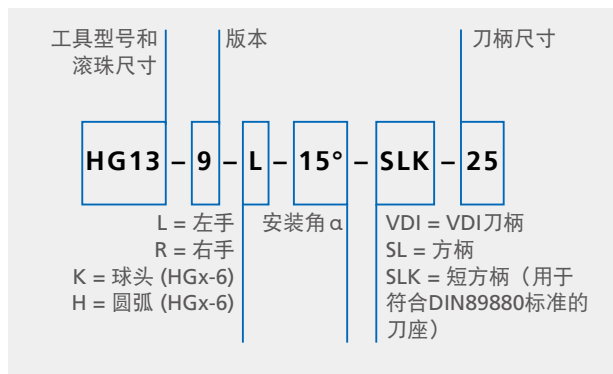 工具型号和
滚珠尺寸
版本
刀柄尺寸
HG13 – 9 – L – 15° – SLK – 25
L = 左手
R = 右手
K = 球头 (HGx-6)
H = 圆弧 (HGx-6)
安装角 α
VDI = VDI刀柄
SL = 方柄
SLK = 短方柄（用于
符合DIN89880标准的
刀座）